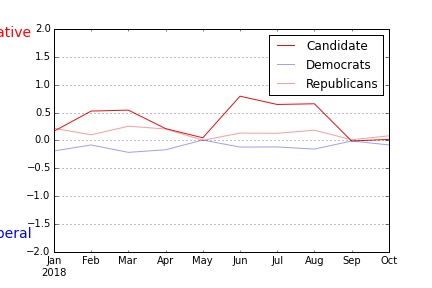 ative
2.0
1.5
1.0
0.5
0.0
−0.5
−1.0
−1.5
−2.0
peral
Candidate
Democrats
Republicans
Jan Feb Mar Apr May Jun Jul Aug Sep Oct
2018